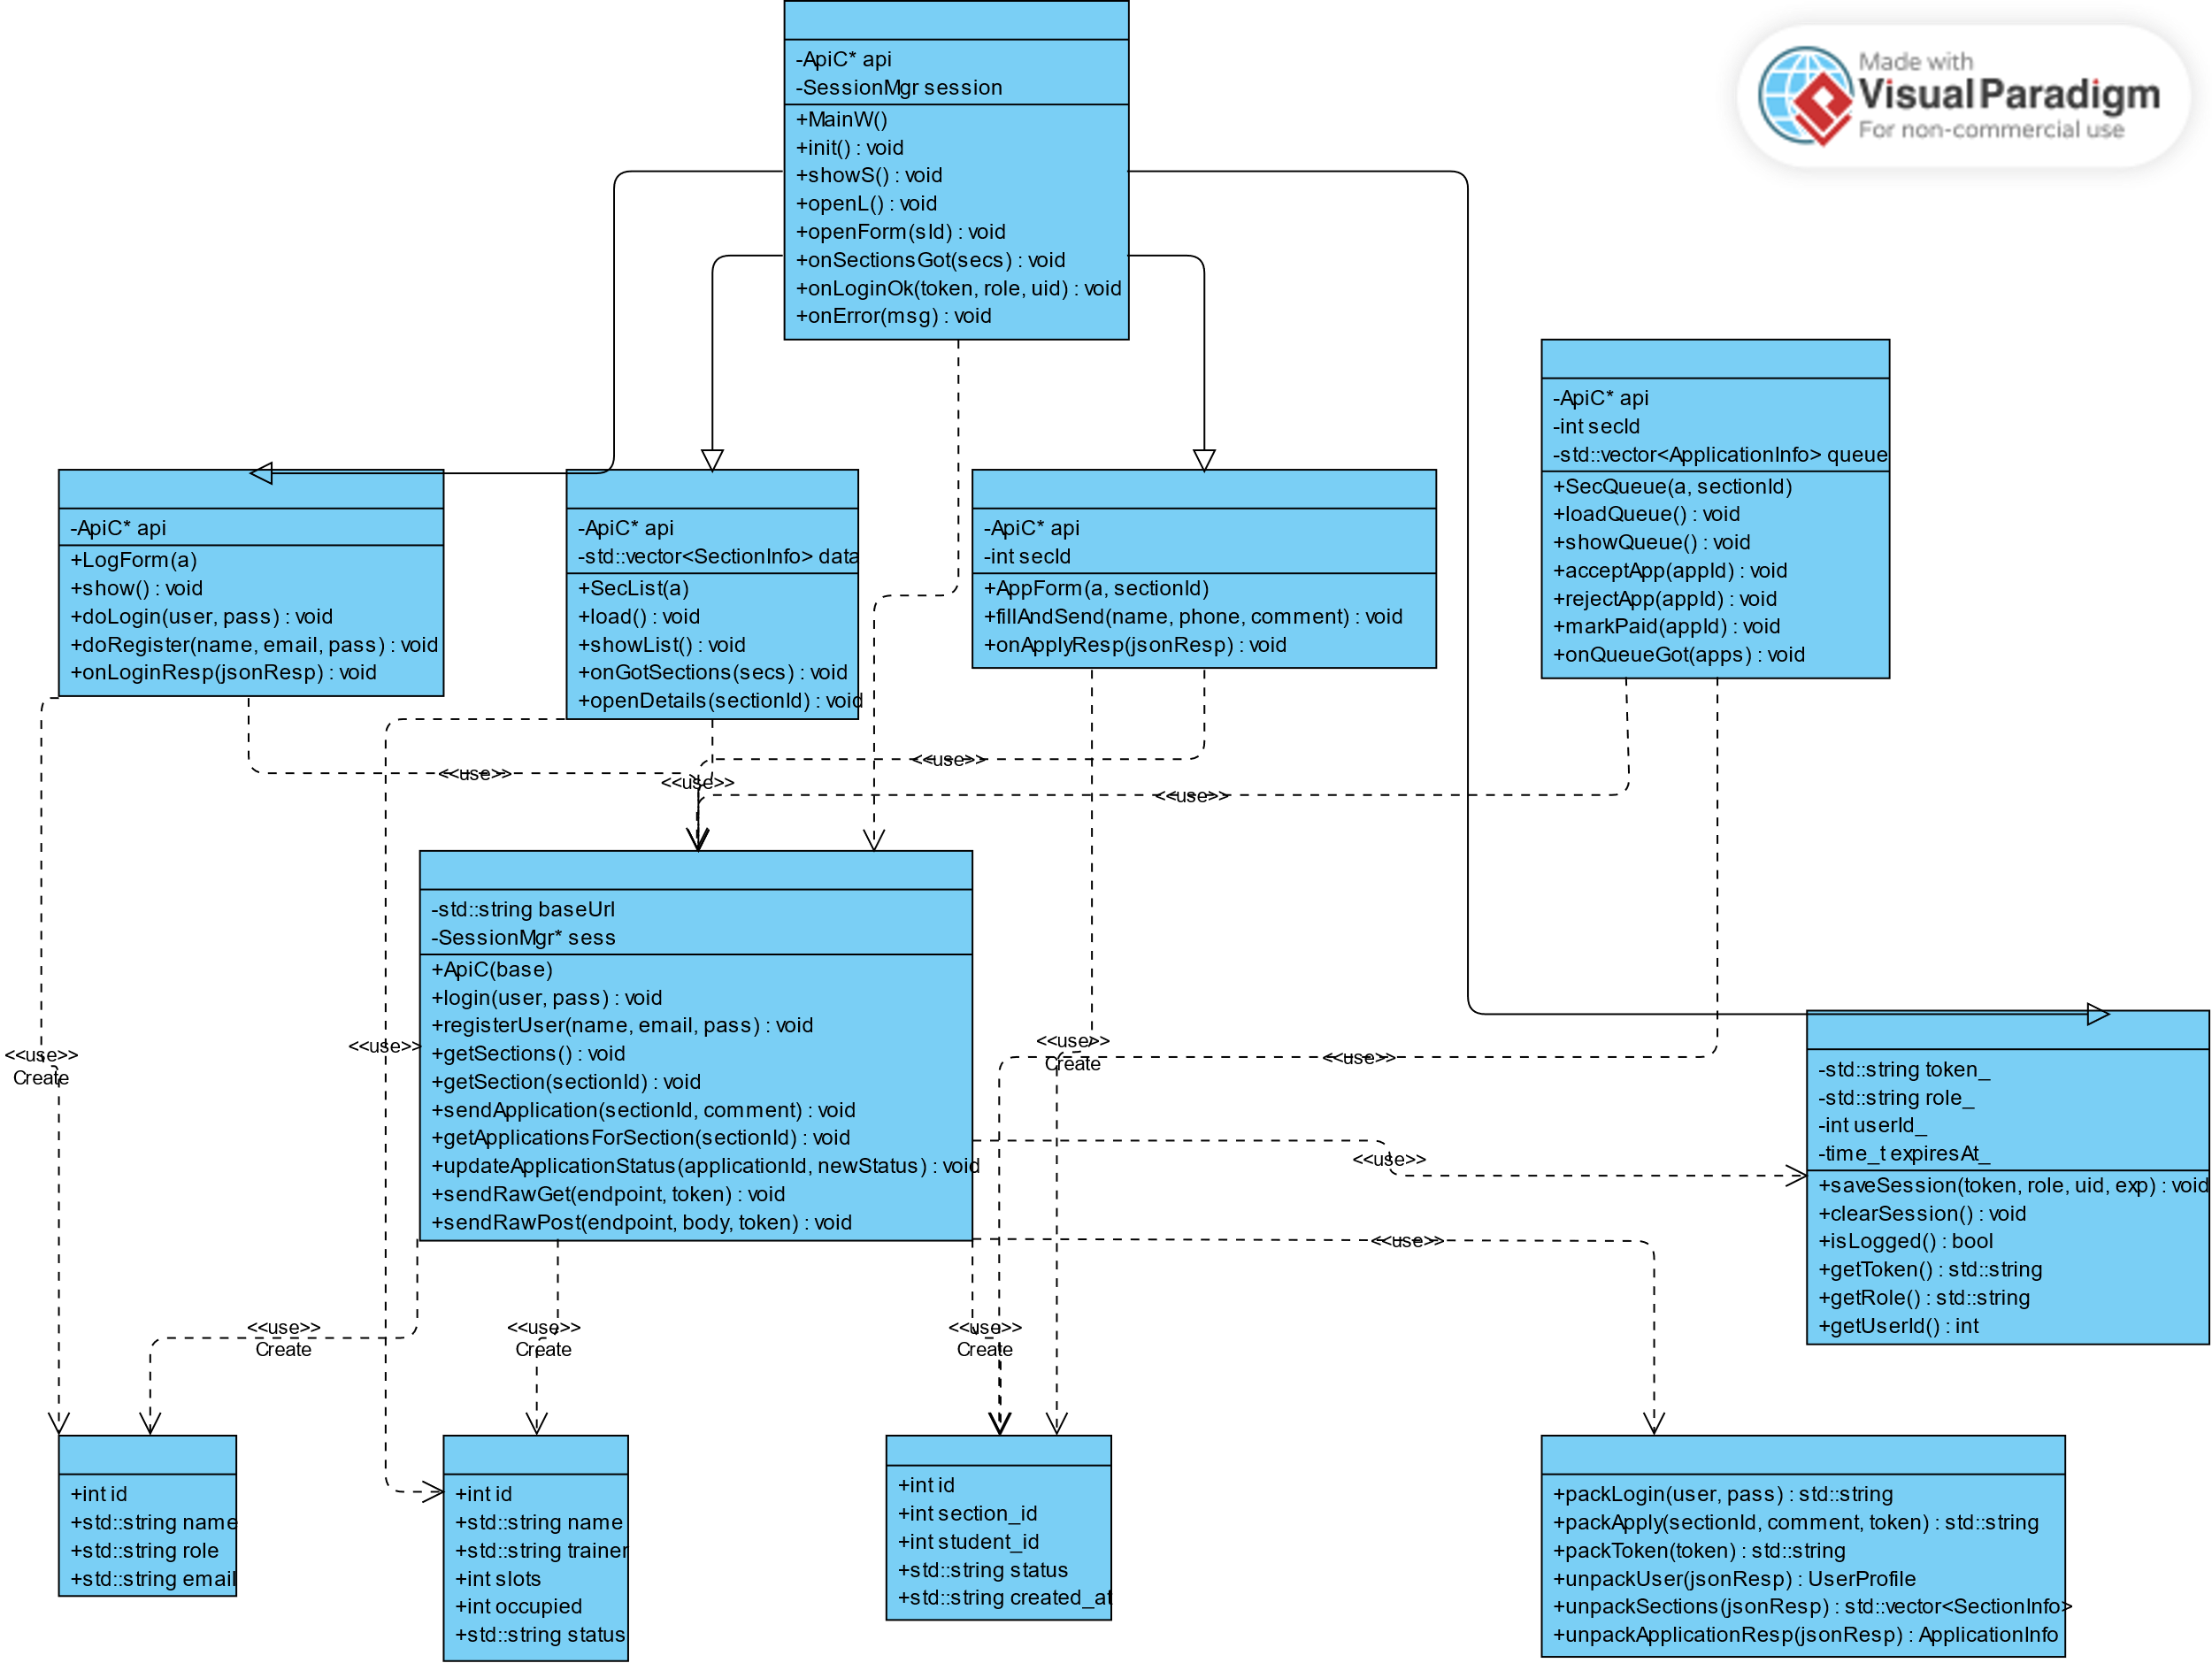 -ApiC* api
-SessionMgr session
+MainW()
+init() : void
+showS() : void
+openL() : void
+openForm(sId) : void
+onSectionsGot(secs) : void
+onLoginOk(token, role, uid) : void
+onError(msg) : void
Made with
Visual Paradigm
For non-commercial use
-ApiC* api
-int secId
-std::vector<ApplicationInfo> queue
+SecQueue(a, sectionId)
+loadQueue() : void
+showQueue() : void
+acceptApp(appId) : void
+rejectApp(appId) : void
+markPaid(appId) : void
+onQueueGot(apps) : void
-ApiC* api
+LogForm(a)
+show() : void
+doLogin(user, pass) : void
+doRegister(name, email, pass) : void
+onLoginResp(jsonResp) : void
-ApiC* api
-std::vector<SectionInfo> data
+SecList(a)
+load() : void
+showList() : void
+onGotSections(secs) : void
+openDetails(sectionId) : void
-ApiC* api
-int secId
+AppForm(a, sectionId)
+fillAndSend(name, phone, comment) : void
+onApplyResp(jsonResp) : void
<<use>>
<<use>>
<<use>>
<<use>>
-std::string baseUrl
-SessionMgr* sess
+ApiC(base)
+login(user, pass) : void
+registerUser(name, email, pass) : void
+getSections() : void
+getSection(sectionId) : void
+sendApplication(sectionId, comment) : void
+getApplicationsForSection(sectionId) : void
+updateApplicationStatus(applicationId, newStatus) : void
+sendRawGet(endpoint, token) : void
+sendRawPost(endpoint, body, token) : void
<<use>>
Create
<<use>>
<<use>>
Create
<<use>>
<<use>>
<<use>>
-std::string token_
-std::string role_
-int userId_
-time_t expiresAt_
+saveSession(token, role, uid, exp) : void
+clearSession() : void
+isLogged() : bool
+getToken() : std::string
+getRole() : std::string
+getUserId() : int
<<use>>
Create
<<use>>
Create
<<use>>
Create
+int id
+std::string name
+std::string role
+std::string email
+int id
+std::string name
+std::string trainer
+int slots
+int occupied
+std::string status
+int id
+int section_id
+int student_id
+std::string status
+std::string created_at
+packLogin(user, pass) : std::string
+packApply(sectionId, comment, token) : std::string
+packToken(token) : std::string
+unpackUser(jsonResp) : UserProfile
+unpackSections(jsonResp) : std::vector<SectionInfo>
+unpackApplicationResp(jsonResp) : ApplicationInfo